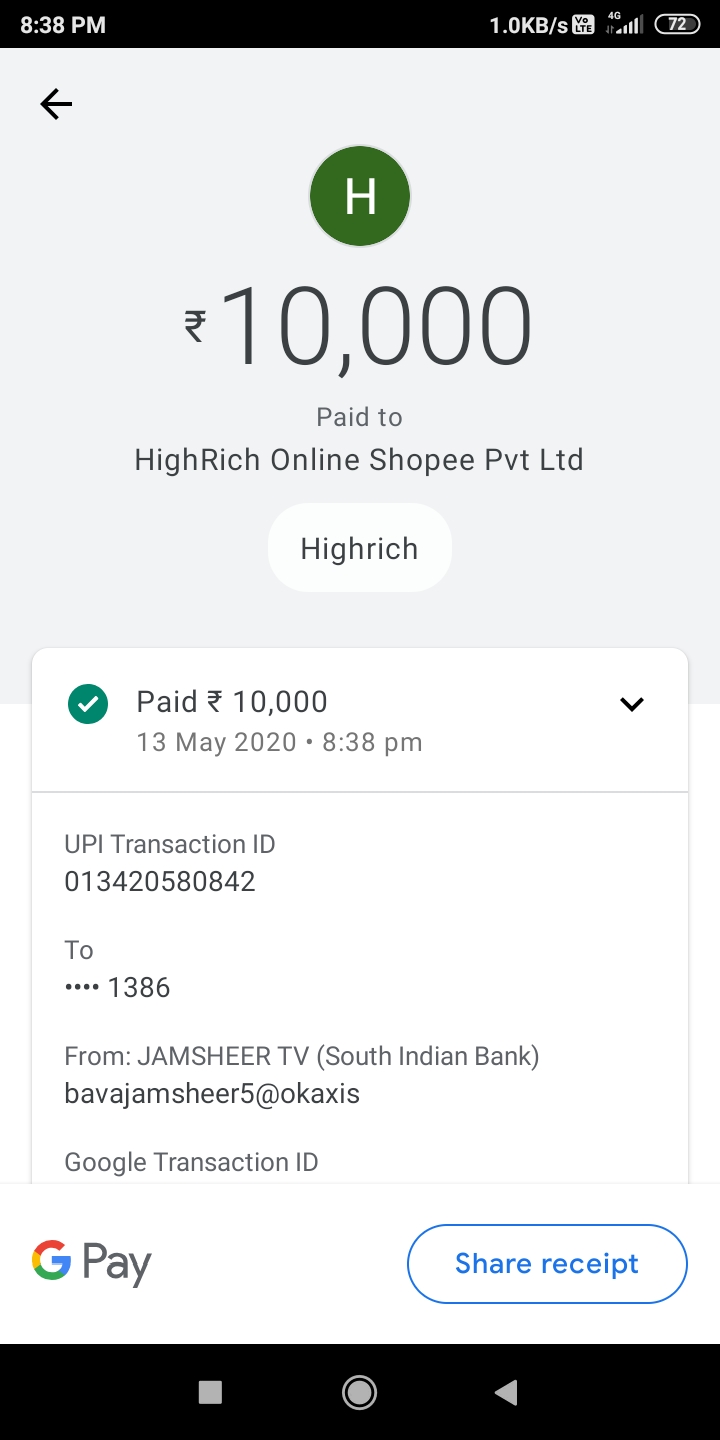 8:38 PM 1.0KB/s Vo LTE 4G 72
H
₹10,000
Paid to
HighRich Online Shopee Pvt Ltd
Highrich
Paid ₹ 10,000
13 May 2020 • 8:38 pm
UPI Transaction ID
013420580842
To
•••• 1386
From: JAMSHEER TV (South Indian Bank)
bavajamsheer5@okaxis
Google Transaction ID
G Pay
Share receipt